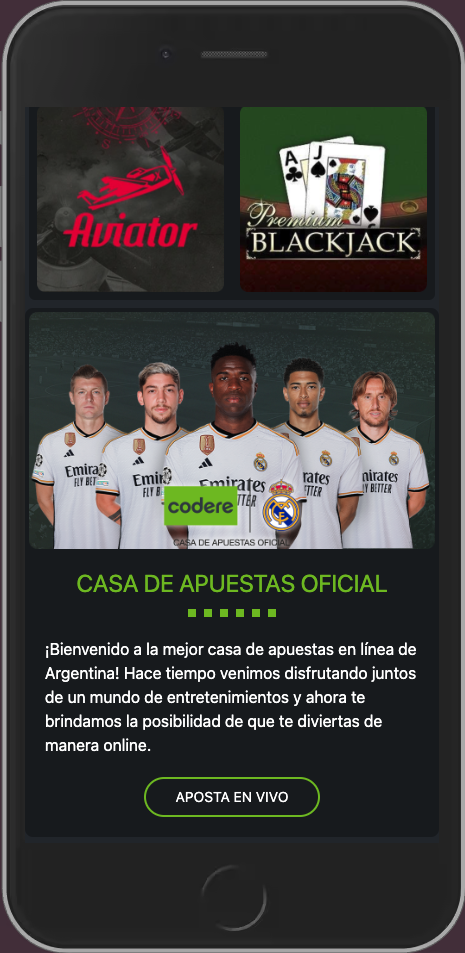 Aviator
A
J
Premium
BLACKJACK
Emirates
FLY BETTER
codere
CASA DE APUESTAS OFICIAL
CASA DE APUESTAS OFICIAL
¡Bienvenido a la mejor casa de apuestas en línea de
Argentina! Hace tiempo venimos disfrutando juntos
de un mundo de entretenimientos y ahora te
brindamos la posibilidad de que te diviertas de
manera online.
APOSTA EN VIVO